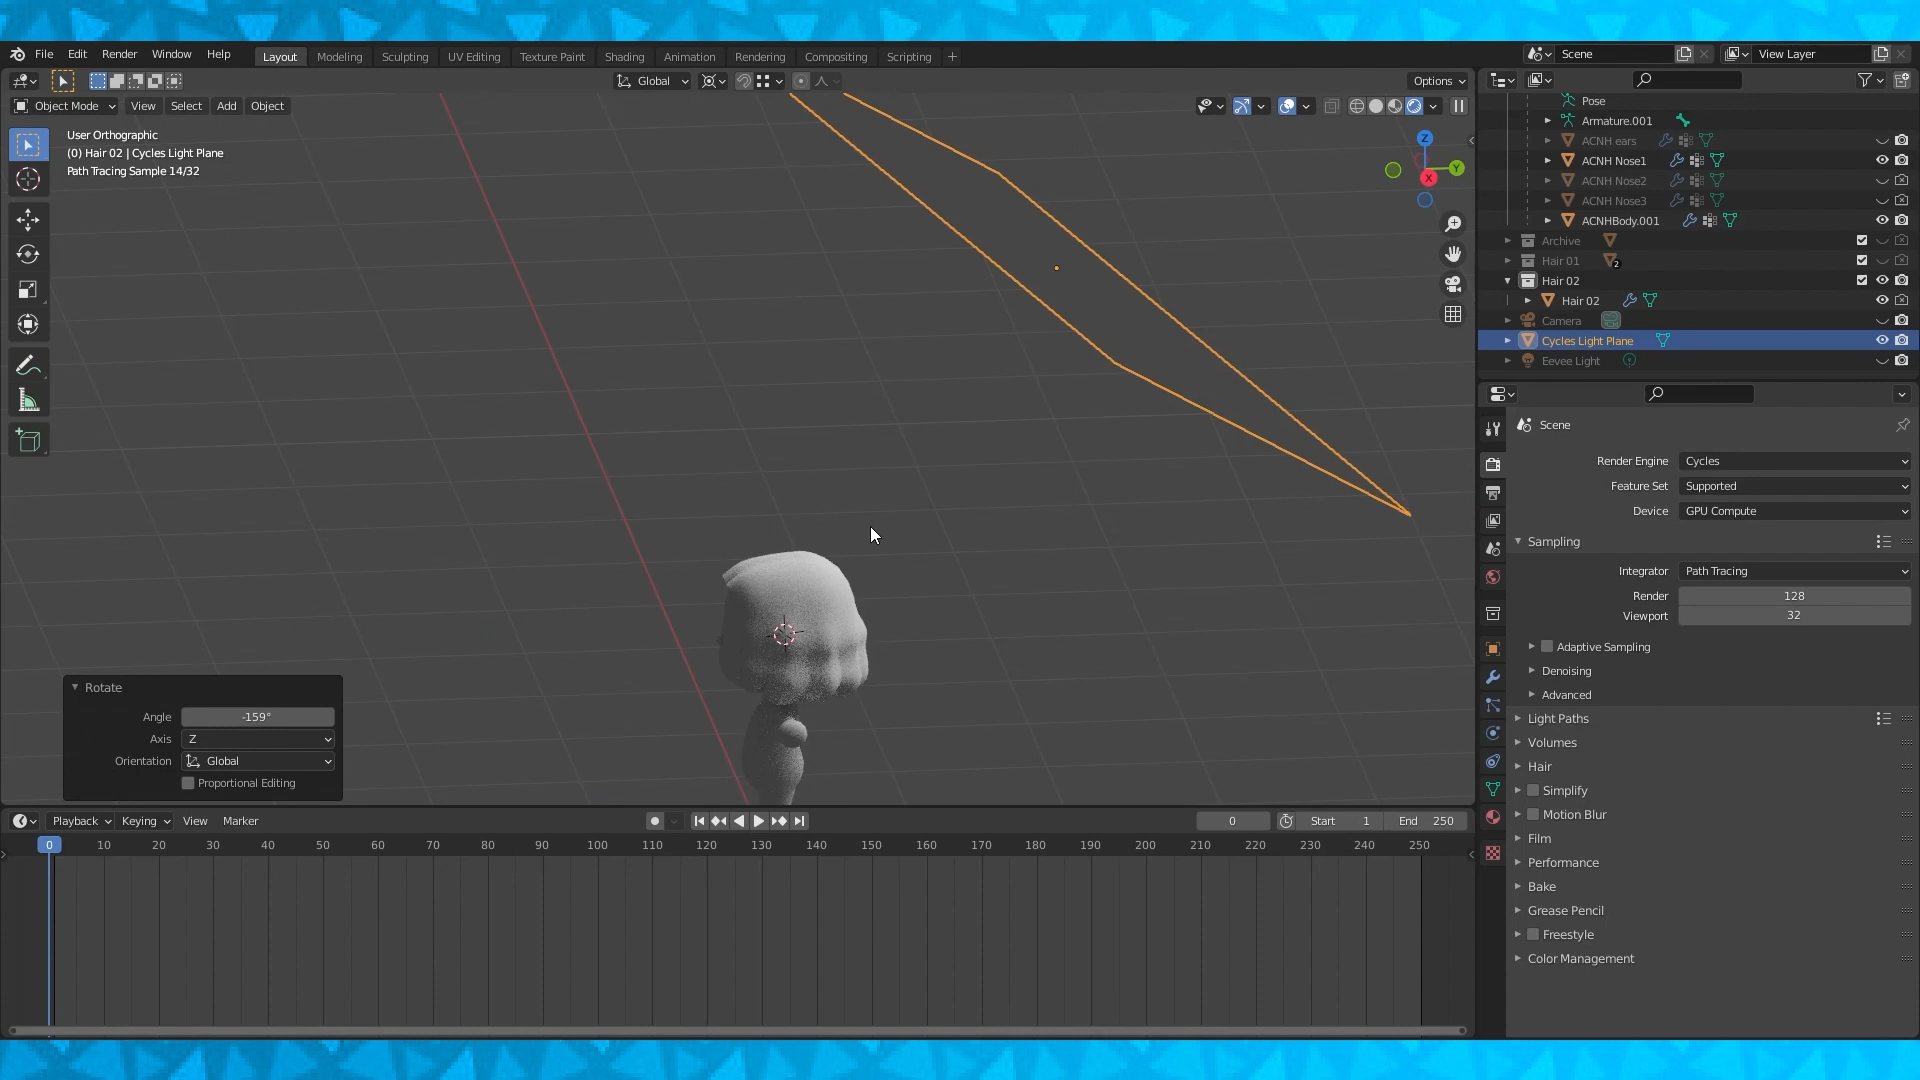 File Edit Render Window Help Layout Modeling Sculpting UV Editing Texture Paint Shading Animation Rendering Compositing Scripting + Scene View Layer
Global Options
Object Mode View Select Add Object
User Orthographic
(0) Hair 02 | Cycles Light Plane
Path Tracing Sample 14/32
Z
Y
X
Pose
Armature.001
ACNH ears
ACNH Nose1
ACNH Nose2
ACNH Nose3
ACNHBody.001
Archive
Hair 01 2
Hair 02
Hair 02
Camera
Cycles Light Plane
Eevee Light
Scene
Render Engine Cycles
Feature Set Supported
Device GPU Compute
Sampling
Integrator Path Tracing
Render 128
Viewport 32
Adaptive Sampling
Denoising
Advanced
Light Paths
Volumes
Hair
Simplify
Motion Blur
Film
Performance
Bake
Grease Pencil
Freestyle
Color Management
Rotate
Angle -159°
Axis Z
Orientation Global
Proportional Editing
Playback Keying View Marker 0 Start 1 End 250
0 10 20 30 40 50 60 70 80 90 100 110 120 130 140 150 160 170 180 190 200 210 220 230 240 250